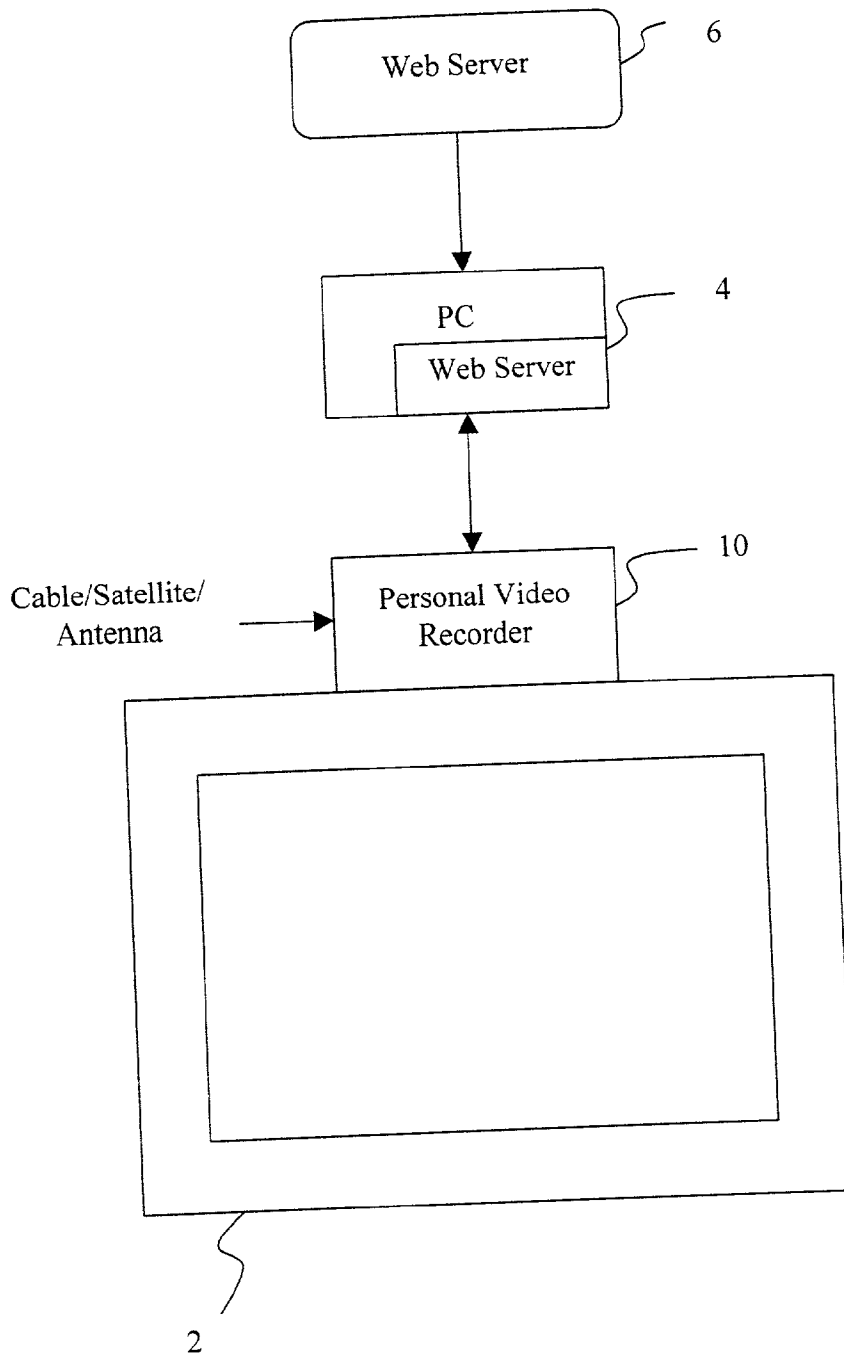 Web Server
6
PC
4
Web Server
10
Cable/Satellite/
Antenna
Personal Video
Recorder
2